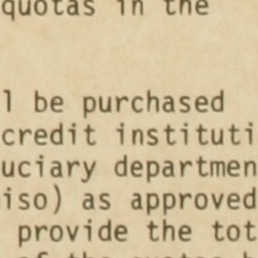 quotas in the
l be purchased
credit instituti
uciary departmen
iso) as approved
provide the tot